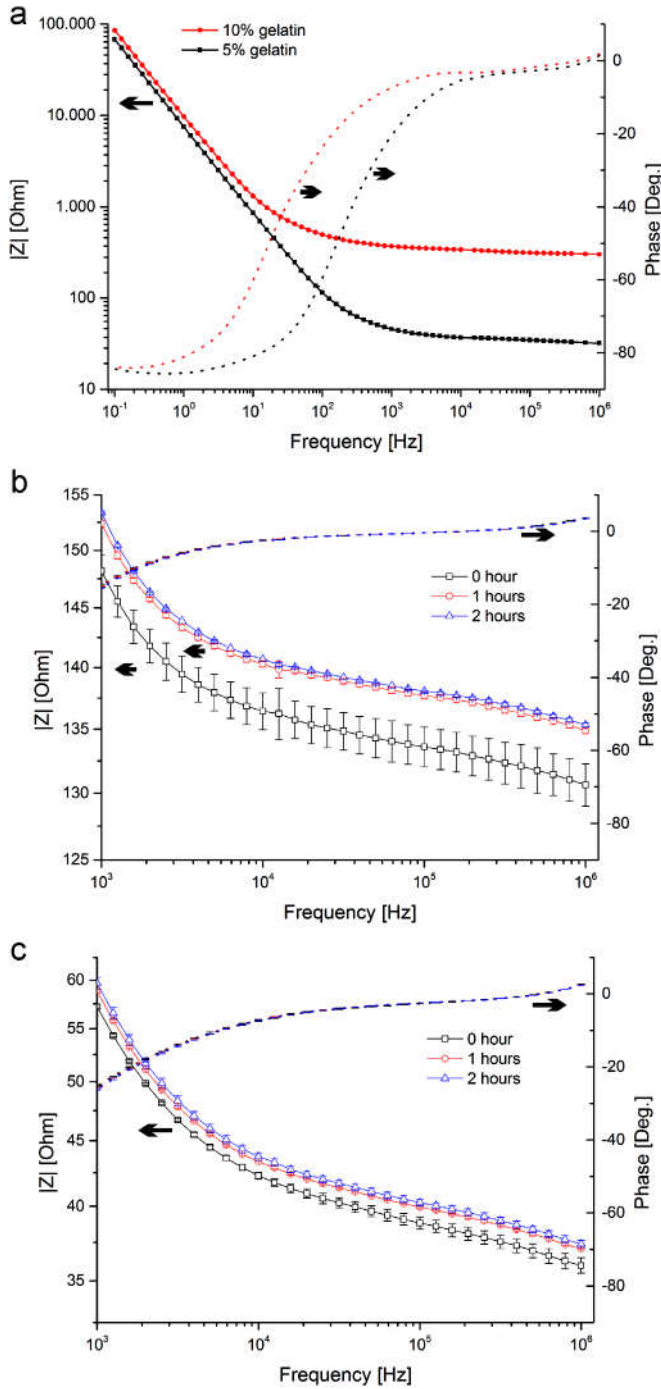 a
10% gelatin
5% gelatin
100.000
10.000
1.000
100
10
|Z| [Ohm]
0
-20
-40
-60
-80
Phase [Deg.]
10⁻¹ 10⁰ 10¹ 10² 10³ 10⁴ 10⁵ 10⁶
Frequency [Hz]
b
155
150
145
140
135
130
125
|Z| [Ohm]
0 hour
1 hours
2 hours
0
-20
-40
-60
-80
Phase [Deg.]
10³ 10⁴ 10⁵ 10⁶
Frequency [Hz]
c
60
55
50
45
40
35
|Z| [Ohm]
0 hour
1 hours
2 hours
0
-20
-40
-60
-80
Phase [Deg.]
10³ 10⁴ 10⁵ 10⁶
Frequency [Hz]